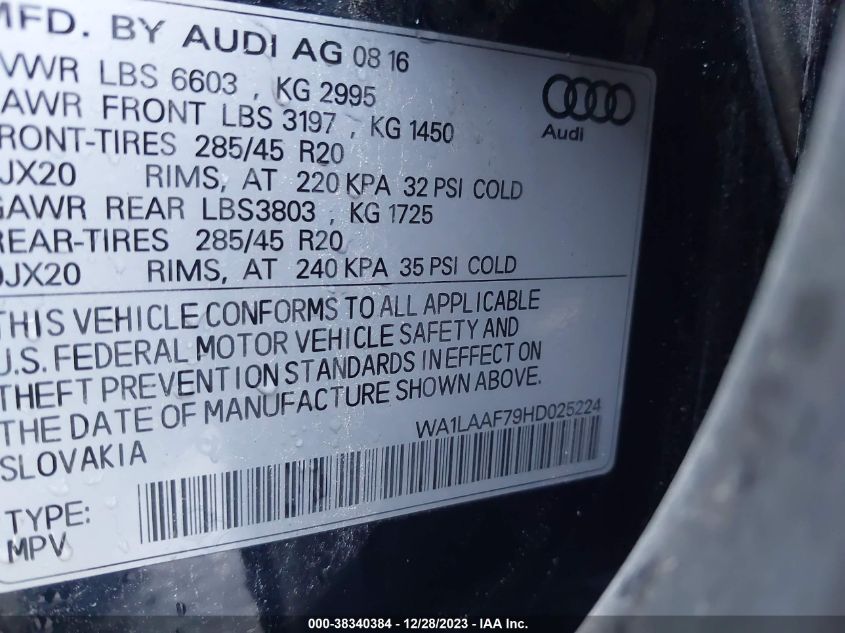 MFD. BY AUDI AG 08 16
VWR LBS 6603 , KG 2995
AWR FRONT LBS 3197 , KG 1450
RONT-TIRES 285/45 R20
JX20 RIMS, AT 220 KPA 32 PSI COLD
GAWR REAR LBS3803 , KG 1725
REAR-TIRES 285/45 R20
JX20 RIMS, AT 240 KPA 35 PSI COLD
Audi
THIS VEHICLE CONFORMS TO ALL APPLICABLE
U.S. FEDERAL MOTOR VEHICLE SAFETY AND
THEFT PREVENTION STANDARDS IN EFFECT ON
THE DATE OF MANUFACTURE SHOWN ABOVE.
SLOVAKIA
WA1LAAF79HD025224
TYPE:
MPV
000-38340384 - 12/28/2023 - © IAA, Inc.